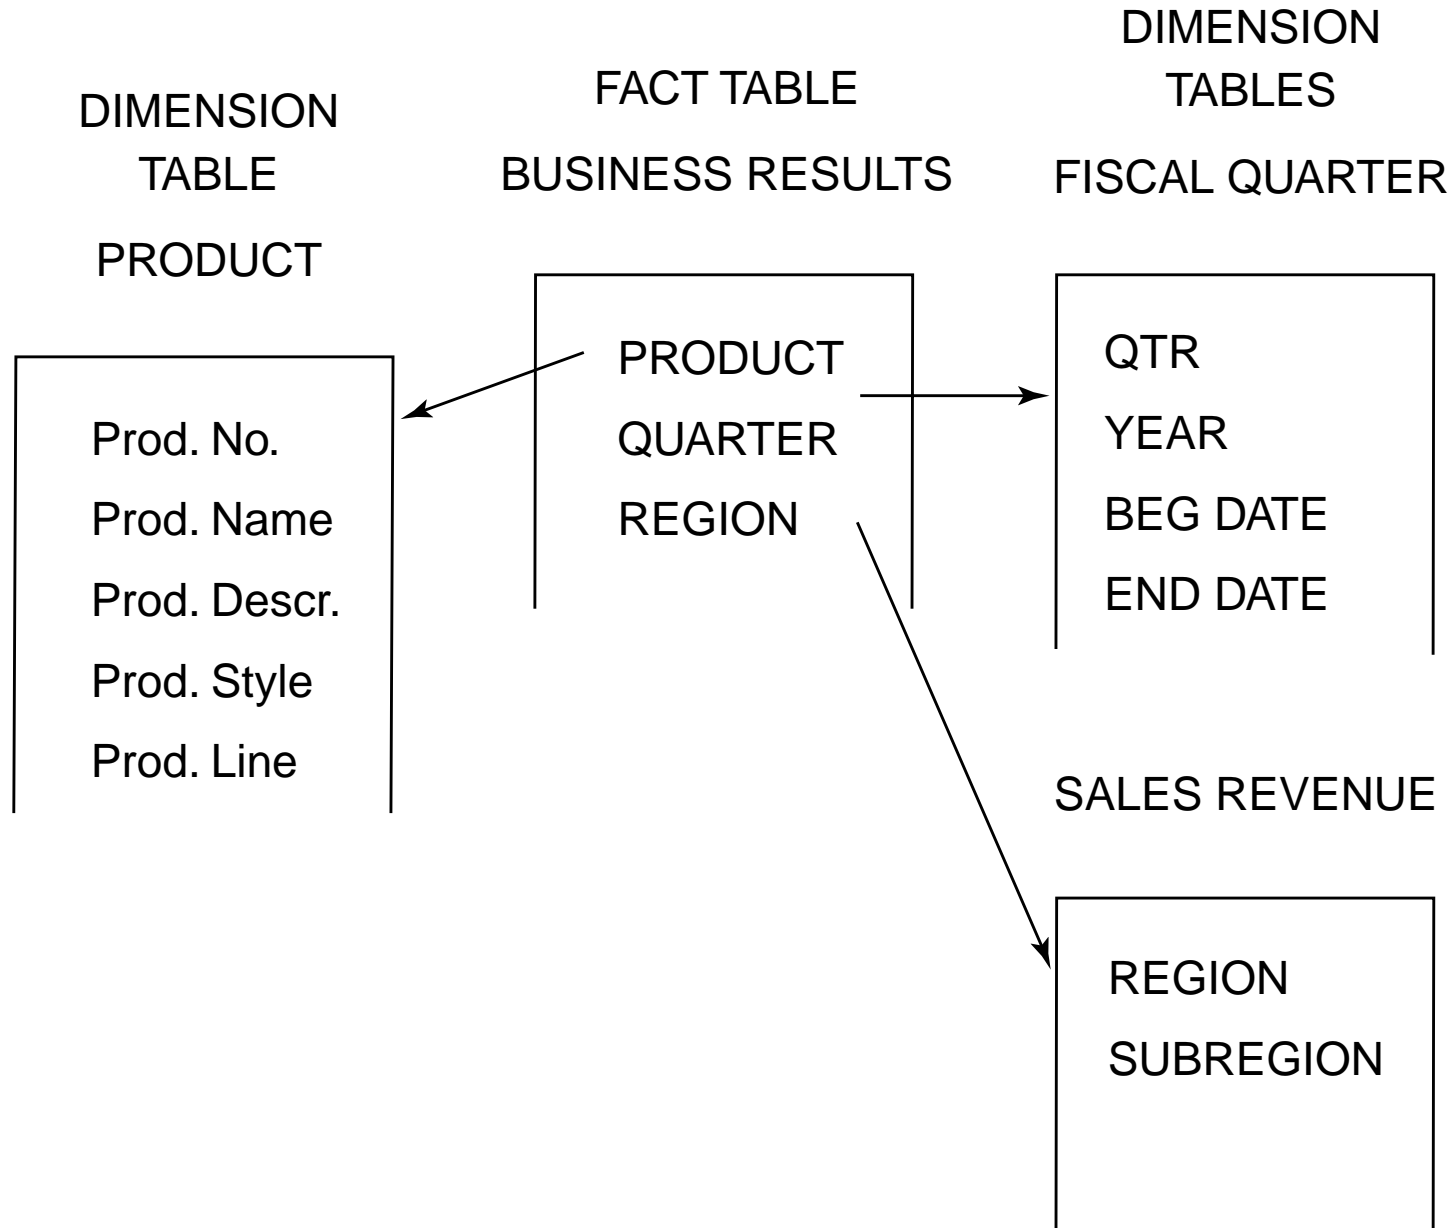 DIMENSION
TABLE
PRODUCT
Prod. No.
Prod. Name
Prod. Descr.
Prod. Style
Prod. Line
FACT TABLE
BUSINESS RESULTS
PRODUCT
QUARTER
REGION
DIMENSION
TABLES
FISCAL QUARTER
QTR
YEAR
BEG DATE
END DATE
SALES REVENUE
REGION
SUBREGION